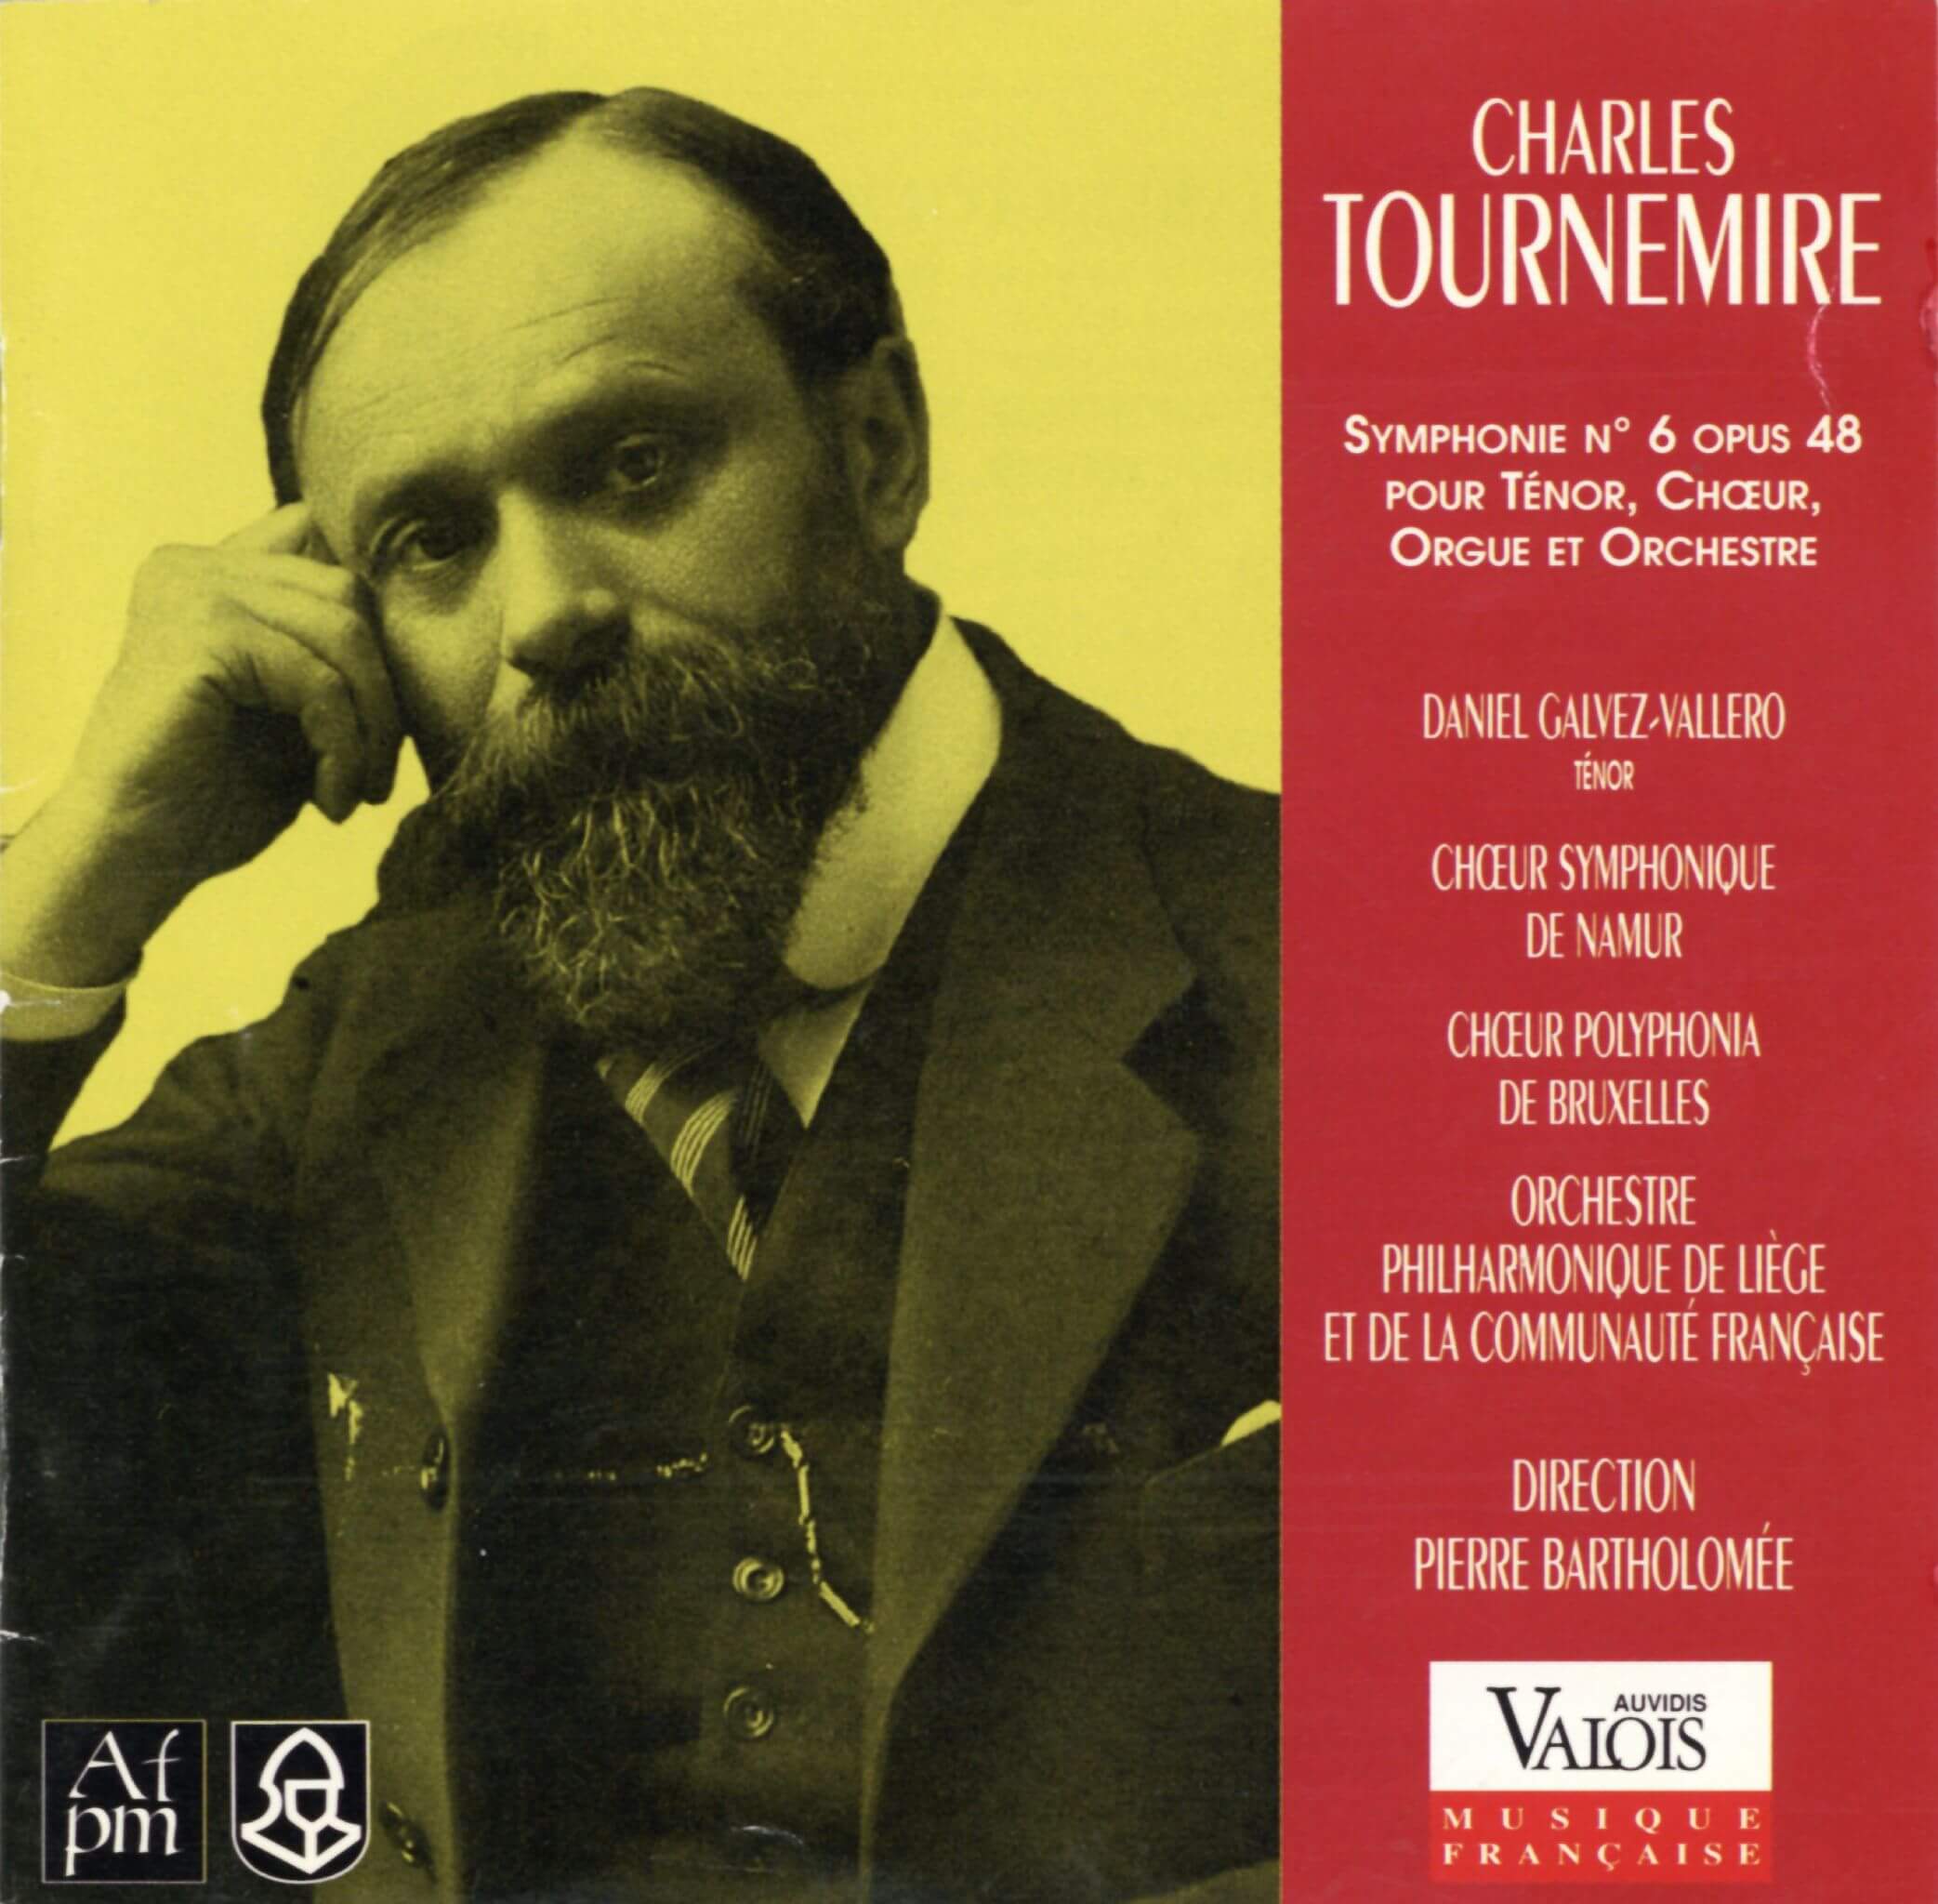 CHARLES
TOURNEMIRE
SYMPHONIE N° 6 OPUS 48
POUR TÉNOR, CHŒUR,
ORGUE ET ORCHESTRE
DANIEL GALVEZ-VALLERO
TÉNOR
CHŒUR SYMPHONIQUE
DE NAMUR
CHŒUR POLYPHONIA
DE BRUXELLES
ORCHESTRE
PHILHARMONIQUE DE LIÈGE
ET DE LA COMMUNAUTÉ FRANÇAISE
DIRECTION
PIERRE BARTHOLOMÉE
AUVIDIS
VALOIS
MUSIQUE
FRANÇAISE
Af
pm